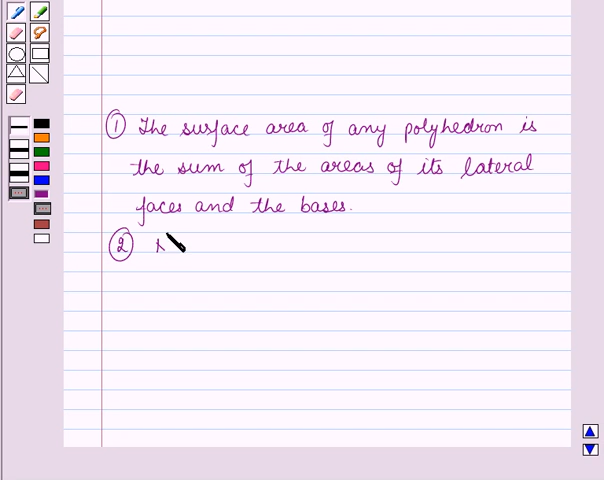 ① The surface area of any polyhedron is
the sum of the areas of its lateral
faces and the bases.
②